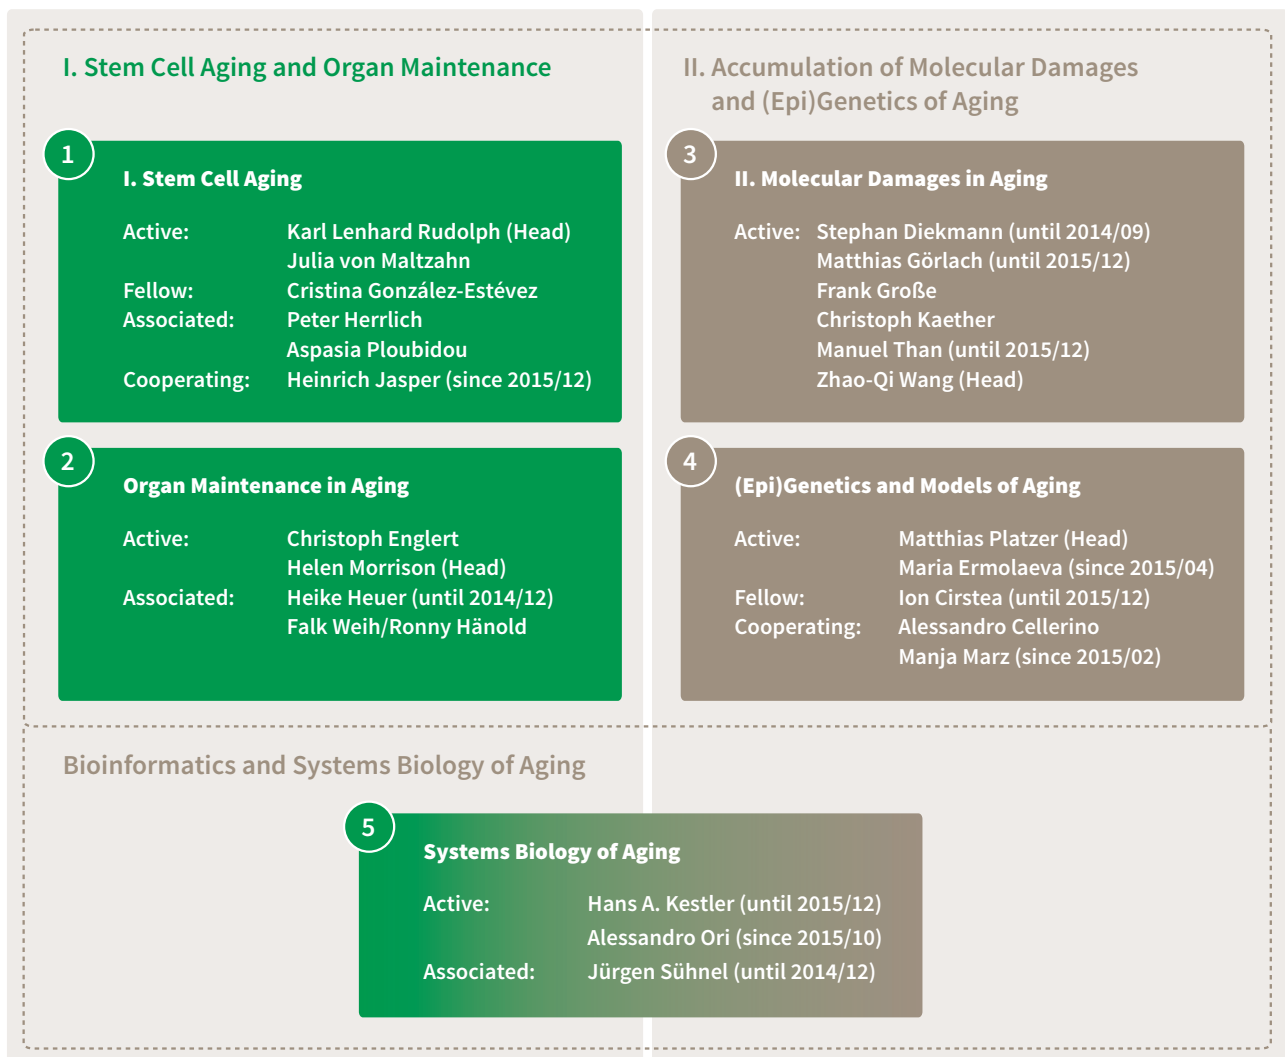 I. Stem Cell Aging and Organ Maintenance
1
I. Stem Cell Aging
Active: Karl Lenhard Rudolph (Head)
Julia von Maltzahn
Fellow: Cristina González-Estévez
Associated: Peter Herrlich
Aspasia Ploubidou
Cooperating: Heinrich Jasper (since 2015/12)
2
Organ Maintenance in Aging
Active: Christoph Englert
Helen Morrison (Head)
Associated: Heike Heuer (until 2014/12)
Falk Weih/Ronny Hänold
II. Accumulation of Molecular Damages
and (Epi)Genetics of Aging
3
II. Molecular Damages in Aging
Active: Stephan Diekmann (until 2014/09)
Matthias Görlach (until 2015/12)
Frank Große
Christoph Kaether
Manuel Than (until 2015/12)
Zhao-Qi Wang (Head)
4
(Epi)Genetics and Models of Aging
Active: Matthias Platzer (Head)
Maria Ermolaeva (since 2015/04)
Fellow: Ion Cirstea (until 2015/12)
Cooperating: Alessandro Cellerino
Manja Marz (since 2015/02)
Bioinformatics and Systems Biology of Aging
5
Systems Biology of Aging
Active: Hans A. Kestler (until 2015/12)
Alessandro Ori (since 2015/10)
Associated: Jürgen Sühnel (until 2014/12)